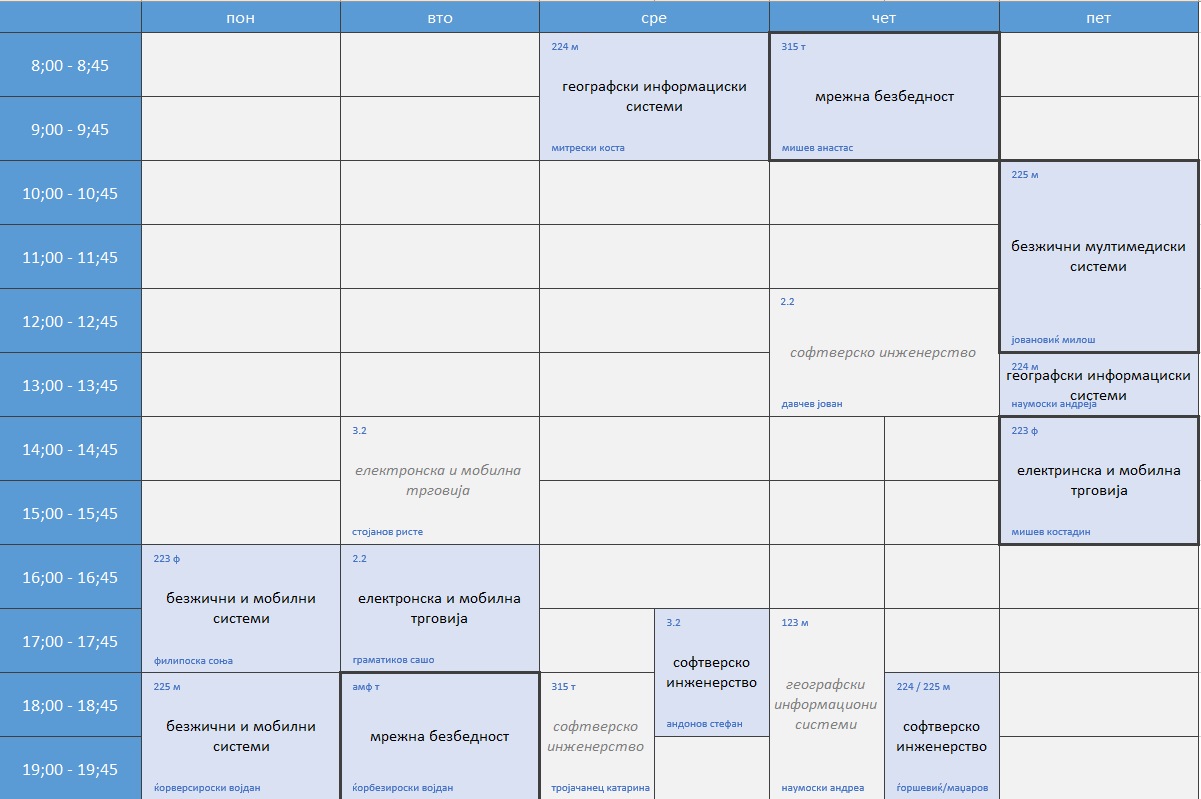 пон
вто
сре
чет
пет
8;00 - 8;45
224 м
географски информациски
системи
митрески коста
315 т
мрежна безбедност
мишев анастас
9;00 - 9;45
10;00 - 10;45
225 м
безжични мултимедиски
системи
јовановиќ милош
11;00 - 11;45
12;00 - 12;45
2.2
софтверско инженерство
давчев јован
13;00 - 13;45
224 м
географски информациски
системи
наумоски андреја
14;00 - 14;45
3.2
електронска и мобилна
трговија
стојанов ристе
223 ф
електринска и мобилна
трговија
мишев костадин
15;00 - 15;45
16;00 - 16;45
223 ф
безжични и мобилни
системи
филипоска соња
2.2
електронска и мобилна
трговија
граматиков сашо
17;00 - 17;45
3.2
софтверско
инженерство
андонов стефан
123 м
географски
информациони
системи
наумоски андреа
18;00 - 18;45
225 м
безжични и мобилни
системи
ќорверсироски војдан
амф т
мрежна безбедност
ќорбезироски војдан
315 т
софтверско
инженерство
тројачанец катарина
224 / 225 м
софтверско
инженерство
ѓоршевиќ/маџаров
19;00 - 19;45